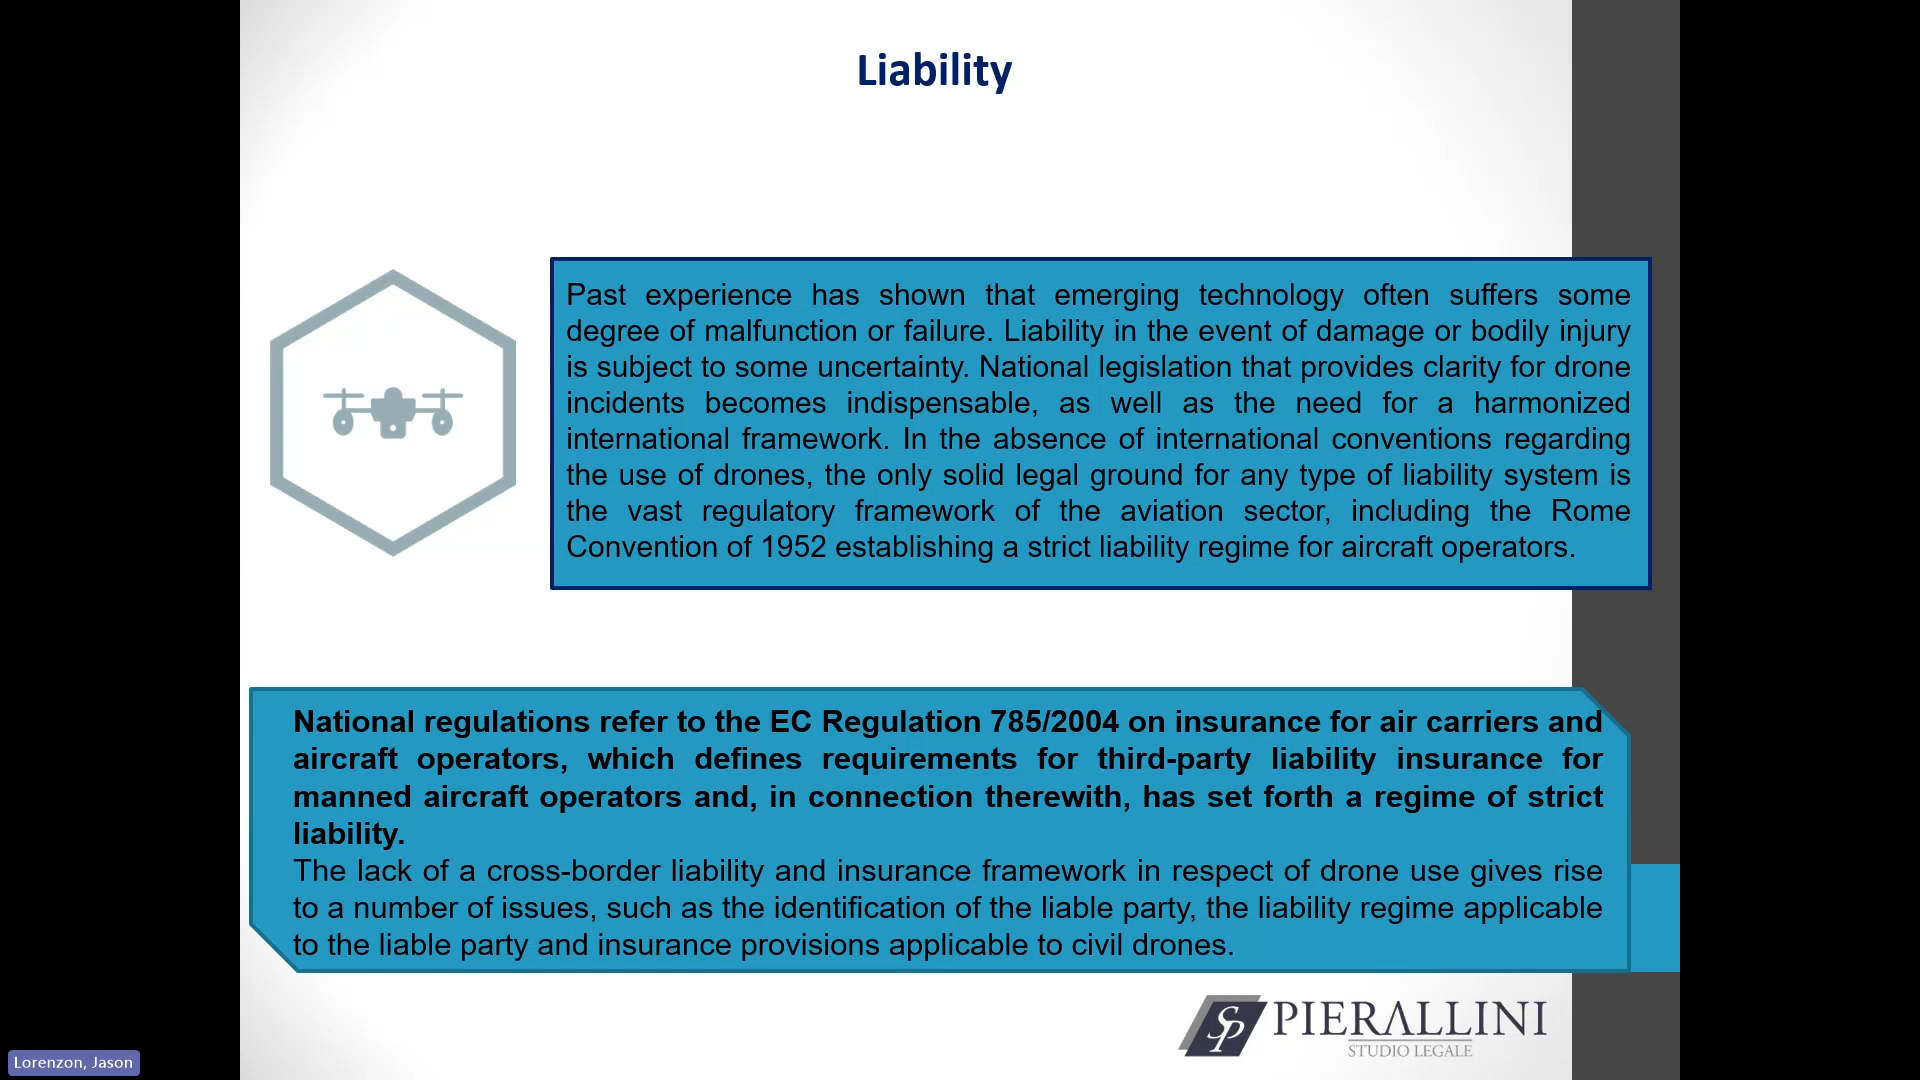 Liability
Past experience has shown that emerging technology often suffers some
degree of malfunction or failure. Liability in the event of damage or bodily injury
is subject to some uncertainty. National legislation that provides clarity for drone
incidents becomes indispensable, as well as the need for a harmonized
international framework. In the absence of international conventions regarding
the use of drones, the only solid legal ground for any type of liability system is
the vast regulatory framework of the aviation sector, including the Rome
Convention of 1952 establishing a strict liability regime for aircraft operators.
National regulations refer to the EC Regulation 785/2004 on insurance for air carriers and
aircraft operators, which defines requirements for third-party liability insurance for
manned aircraft operators and, in connection therewith, has set forth a regime of strict
liability.
The lack of a cross-border liability and insurance framework in respect of drone use gives rise
to a number of issues, such as the identification of the liable party, the liability regime applicable
to the liable party and insurance provisions applicable to civil drones.
SP PIERALLINI
STUDIO LEGALE
Lorenzon, Jason